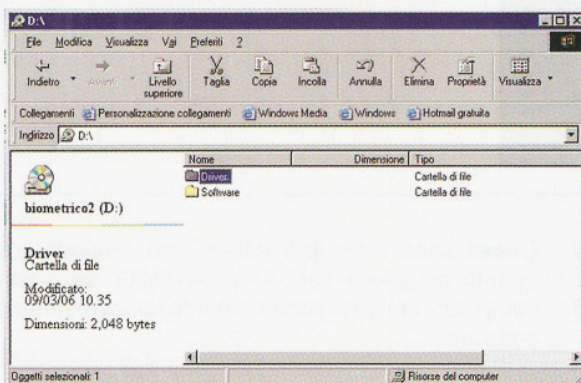 D:\
File Modifica Visualizza Vai Preferiti ?
Indietro Avanti Livello superiore Taglia Copia Incolla Annulla Elimina Proprietà Visualizza
Collegamenti Personalizzazione collegamenti Windows Media Windows Hotmail gratuita
Indirizzo D:\
Nome Dimensione Tipo
Driver Cartella di file
Software Cartella di file
biometrico2 (D:)
Driver
Cartella di file
Modificato:
09/03/06 10.35
Dimensioni: 2,048 bytes
Oggetti selezionati: 1 Risorse del computer